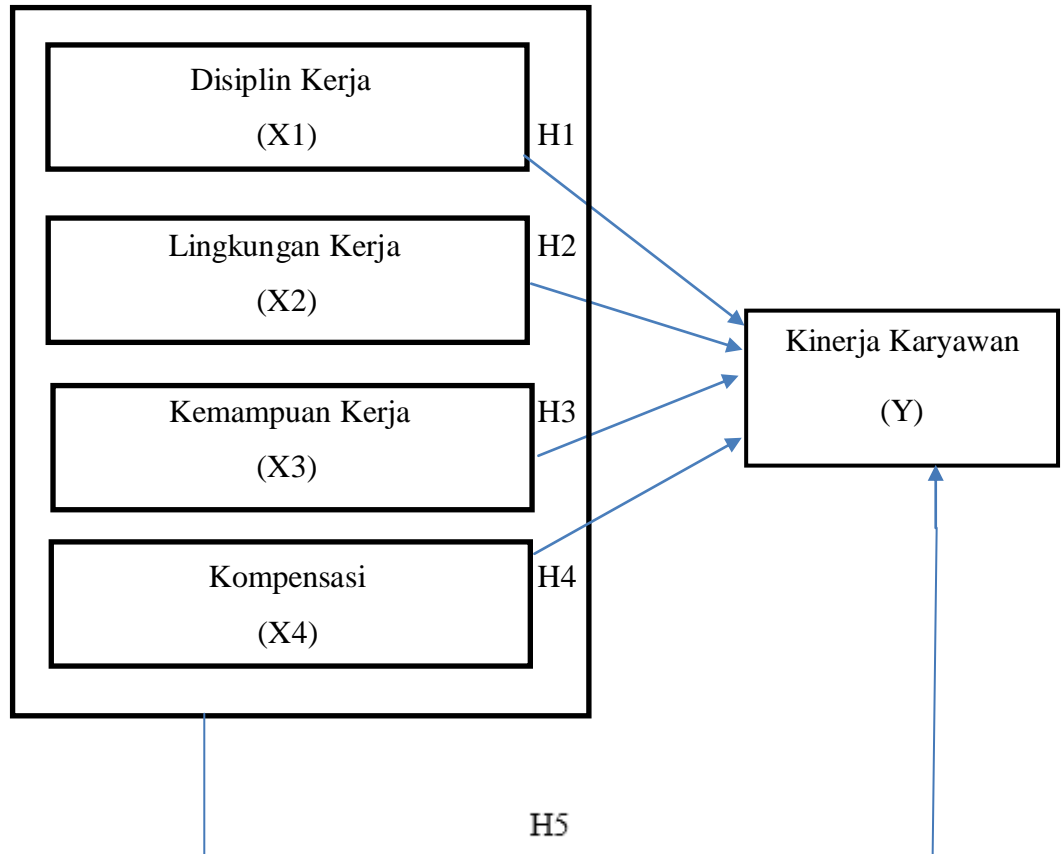 Disiplin Kerja
(X1)
H1
Lingkungan Kerja
H2
(X2)
Kemampuan Kerja
H3
(X3)
Kompensasi
H4
(X4)
Kinerja Karyawan
(Y)
H5